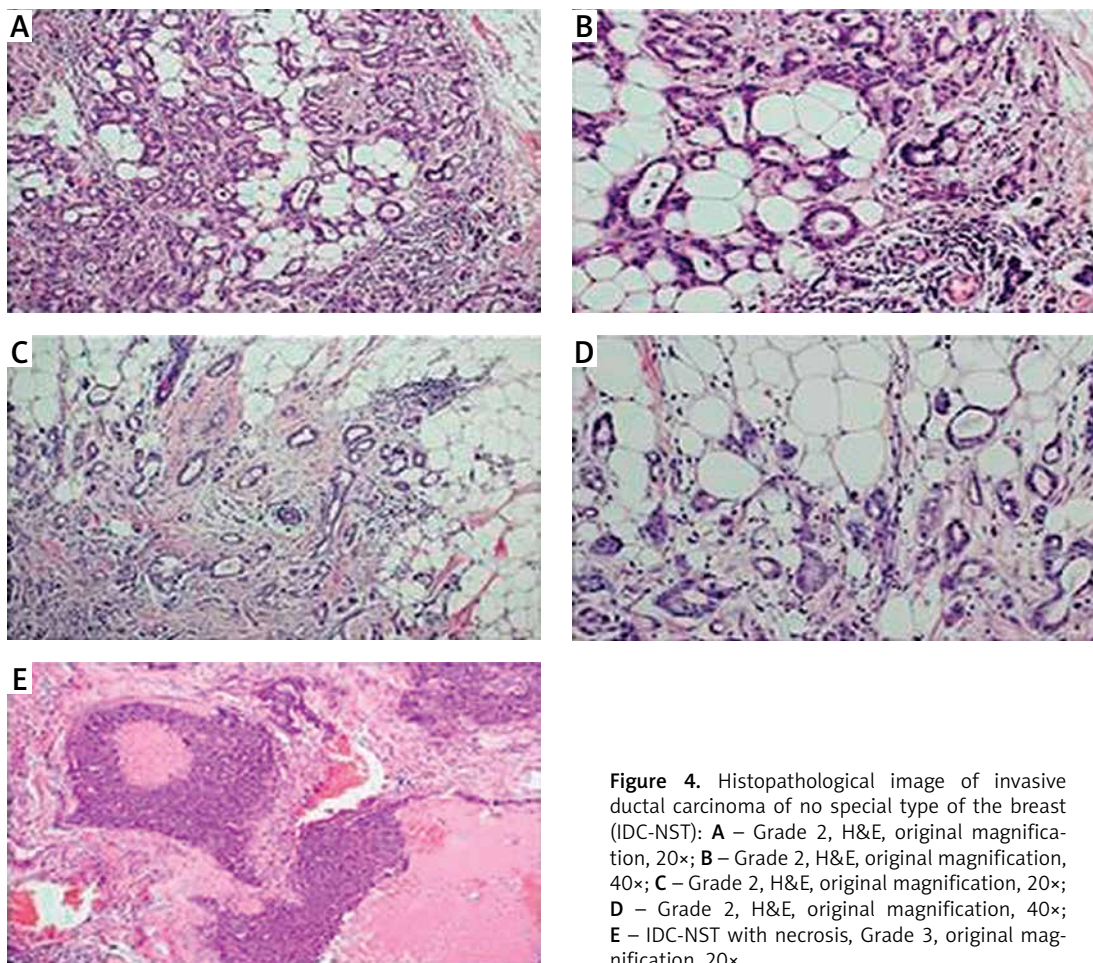 A
B
C
D
E
Figure 4. Histopathological image of invasive
ductal carcinoma of no special type of the breast
(IDC-NST): A – Grade 2, H&E, original magnifica-
tion, 20×; B – Grade 2, H&E, original magnification,
40×; C – Grade 2, H&E, original magnification, 20×;
D – Grade 2, H&E, original magnification, 40×;
E – IDC-NST with necrosis, Grade 3, original mag-
nification, 20×